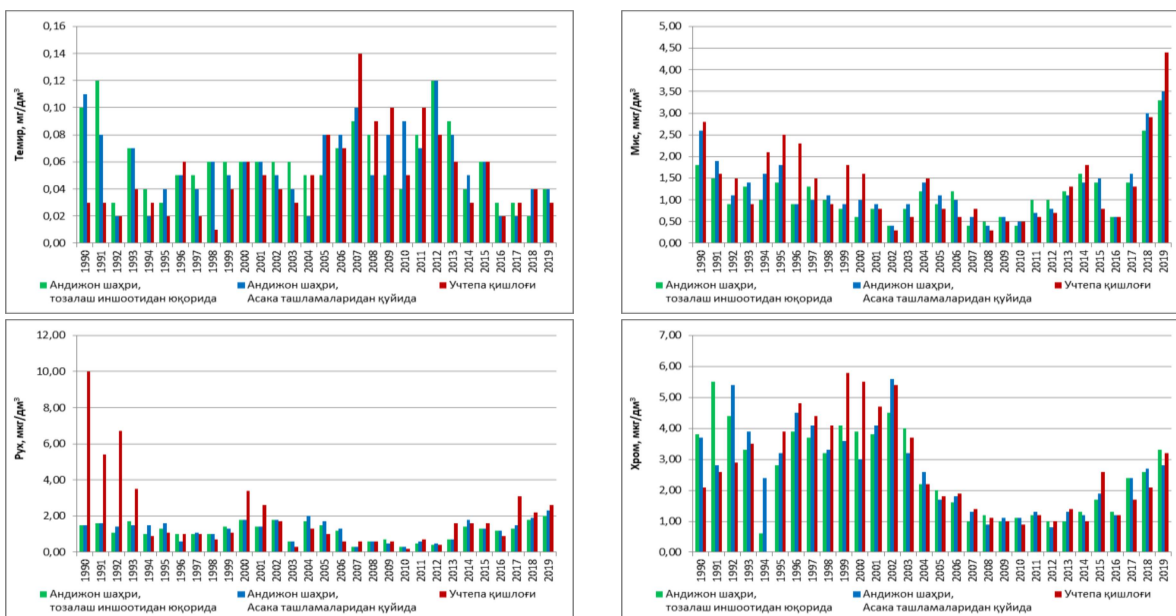 0,16
0,14
0,12
0,10
0,08
0,06
0,04
0,02
0,00
Темир, мг/дм³
1990 1991 1992 1993 1994 1995 1996 1997 1998 1999 2000 2001 2002 2003 2004 2005 2006 2007 2008 2009 2010 2011 2012 2013 2014 2015 2016 2017 2018 2019
Андижон шаҳри, Андижон шаҳри, Учтепа қишлоғи
тозалаш иншоотидан юқорида Асака ташламаларидан қуйида
5,00
4,50
4,00
3,50
3,00
2,50
2,00
1,50
1,00
0,50
0,00
Мис, мкг/дм³
1990 1991 1992 1993 1994 1995 1996 1997 1998 1999 2000 2001 2002 2003 2004 2005 2006 2007 2008 2009 2010 2011 2012 2013 2014 2015 2016 2017 2018 2019
Андижон шаҳри, Андижон шаҳри, Учтепа қишлоғи
тозалаш иншоотидан юқорида Асака ташламаларидан қуйида
12,00
10,00
8,00
6,00
4,00
2,00
0,00
Рух, мкг/дм³
1990 1991 1992 1993 1994 1995 1996 1997 1998 1999 2000 2001 2002 2003 2004 2005 2006 2007 2008 2009 2010 2011 2012 2013 2014 2015 2016 2017 2018 2019
Андижон шаҳри, Андижон шаҳри, Учтепа қишлоғи
тозалаш иншоотидан юқорида Асака ташламаларидан қуйида
7,00
6,00
5,00
4,00
3,00
2,00
1,00
0,00
Хром, мкг/дм³
1990 1991 1992 1993 1994 1995 1996 1997 1998 1999 2000 2001 2002 2003 2004 2005 2006 2007 2008 2009 2010 2011 2012 2013 2014 2015 2016 2017 2018 2019
Андижон шаҳри, Андижон шаҳри, Учтепа қишлоғи
тозалаш иншоотидан юқорида Асака ташламаларидан қуйида